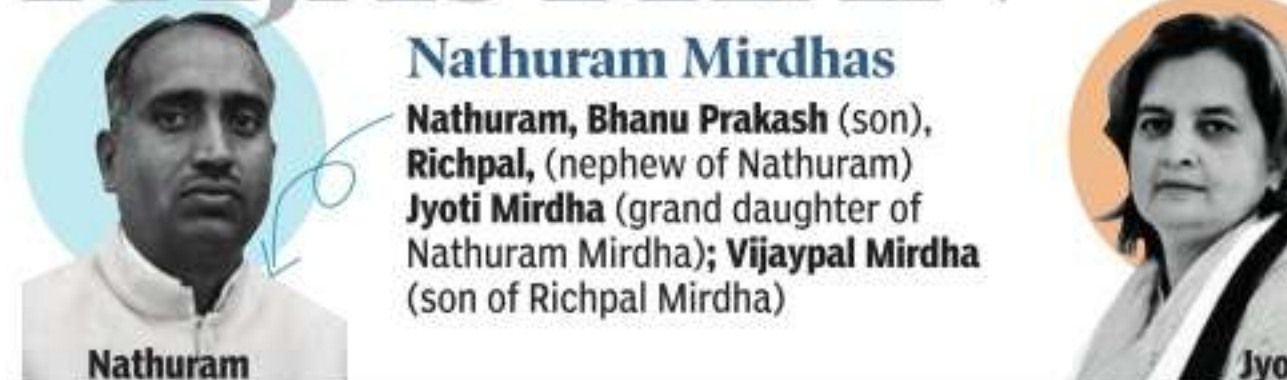 Nathuram Mirdhas
Nathuram, Bhanu Prakash (son),
Richpal, (nephew of Nathuram)
Jyoti Mirdha (grand daughter of
Nathuram Mirdha); Vijaypal Mirdha
(son of Richpal Mirdha)
Nathuram